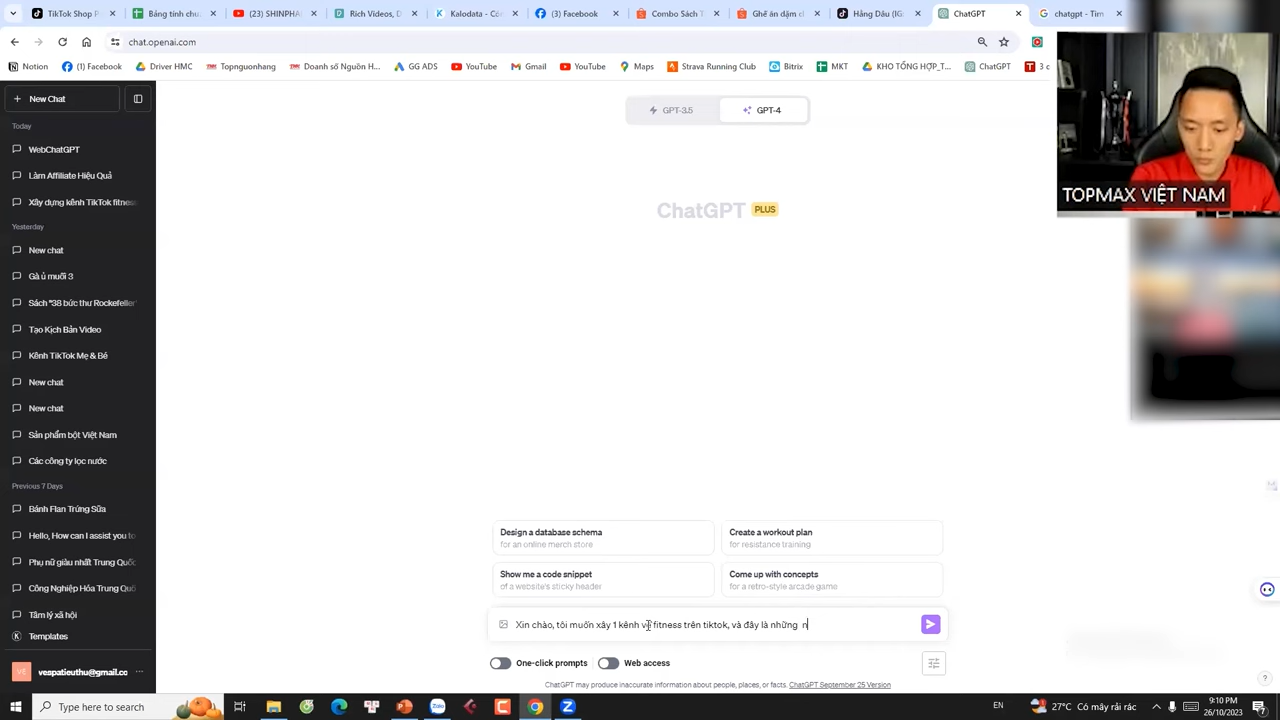 TikTok Shop
Bảng tính chu
(23) SHINPHA
Rich Videos, D
Kalodata - Cô
(3) Facebook
Combo Sách T
Ghế ăn dặm cl
Hằng Dâu (IG:
ChatGPT
chatgpt - Tìm
chat.openai.com
Notion
(1) Facebook
Driver HMC
Topnguonhang
Doanh số Nguon H...
GG ADS
YouTube
Gmail
YouTube
Maps
Strava Running Club
Bitrix
MKT
KHO TỔNG HỢP_T...
ChatGPT
3 c
New Chat
Today
WebChatGPT
Làm Affiliate Hiệu Quả
Xây dựng kênh TikTok fitness
Yesterday
New chat
Gà ủ muối 3
Sách "38 bức thư Rockefeller"
Tạo Kịch Bản Video
Kênh TikTok Mẹ & Bé
New chat
New chat
Sản phẩm bột Việt Nam
Các công ty lọc nước
Previous 7 Days
Bánh Flan Trứng Sữa
Hello, How can I assist you to
Phụ nữ giàu nhất Trung Quốc
Công Nghiệp Hóa Trung Quố
Tâm lý xã hội
Templates
VE
vespatieuthu@gmail.co
GPT-3.5
GPT-4
ChatGPT PLUS
TOPMAX VIỆT NAM
Design a database schema
for an online merch store
Create a workout plan
for resistance training
Show me a code snippet
of a website's sticky header
Come up with concepts
for a retro-style arcade game
Xin chào, tôi muốn xây 1 kênh về fitness trên tiktok, và đây là những n
One-click prompts
Web access
ChatGPT may produce inaccurate information about people, places, or facts. ChatGPT September 25 Version
Type here to search
Zalo
27°C Có mây rải rác
EN
9:10 PM
26/10/2023